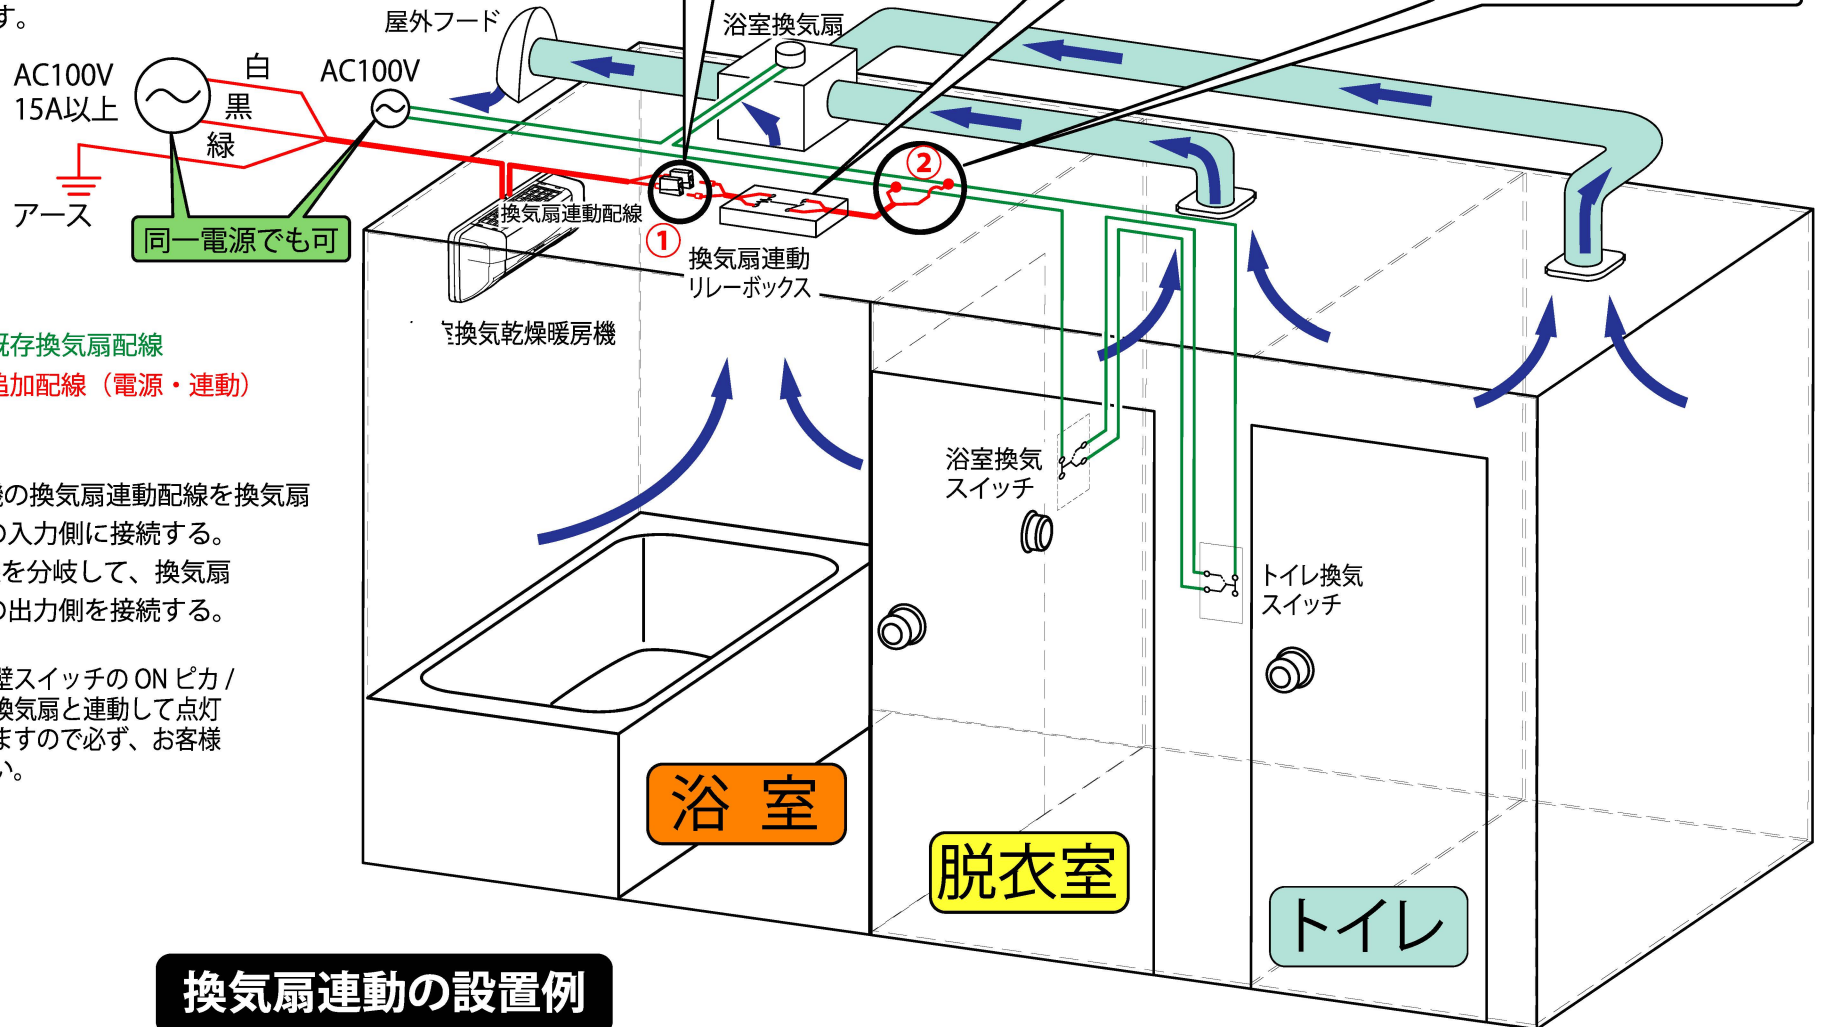 す。
屋外フード
浴室換気扇
AC100V
15A以上
白
黒
緑
AC100V
アース
同一電源でも可
換気扇連動配線
①
②
換気扇連動
リレーボックス
室換気乾燥暖房機
既存換気扇配線
追加配線（電源・連動）
機の換気扇連動配線を換気扇
の入力側に接続する。
を分岐して、換気扇
の出力側を接続する。
壁スイッチの ON ピカ /
換気扇と連動して点灯
ますので必ず、お客様
い。
浴室換気
スイッチ
トイレ換気
スイッチ
浴 室
脱衣室
トイレ
換気扇連動の設置例